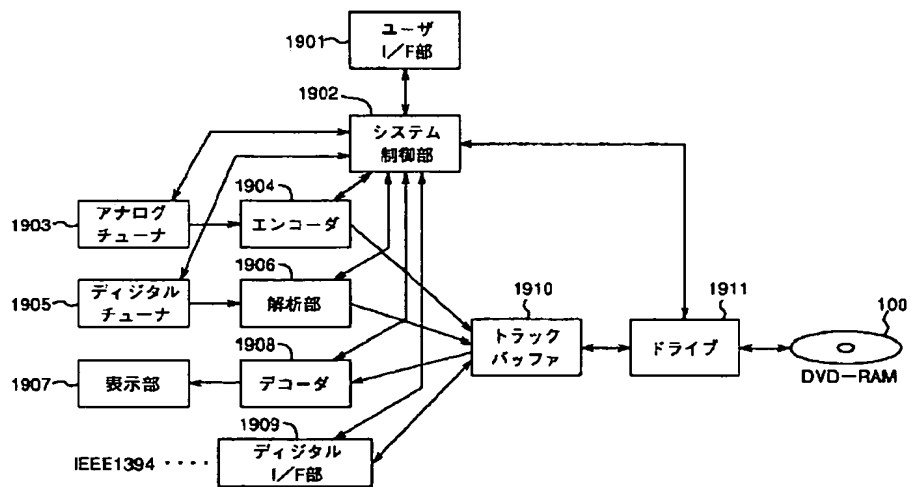 1901
ユーザ
I/F部
1902
システム
制御部
1903
アナログ
チューナ
1904
エンコーダ
1905
ディジタル
チューナ
1906
解析部
1907
表示部
1908
デコーダ
1909
ディジタル
I/F部
IEEE1394 ‥‥
1910
トラック
バッファ
1911
ドライブ
100
DVD-RAM